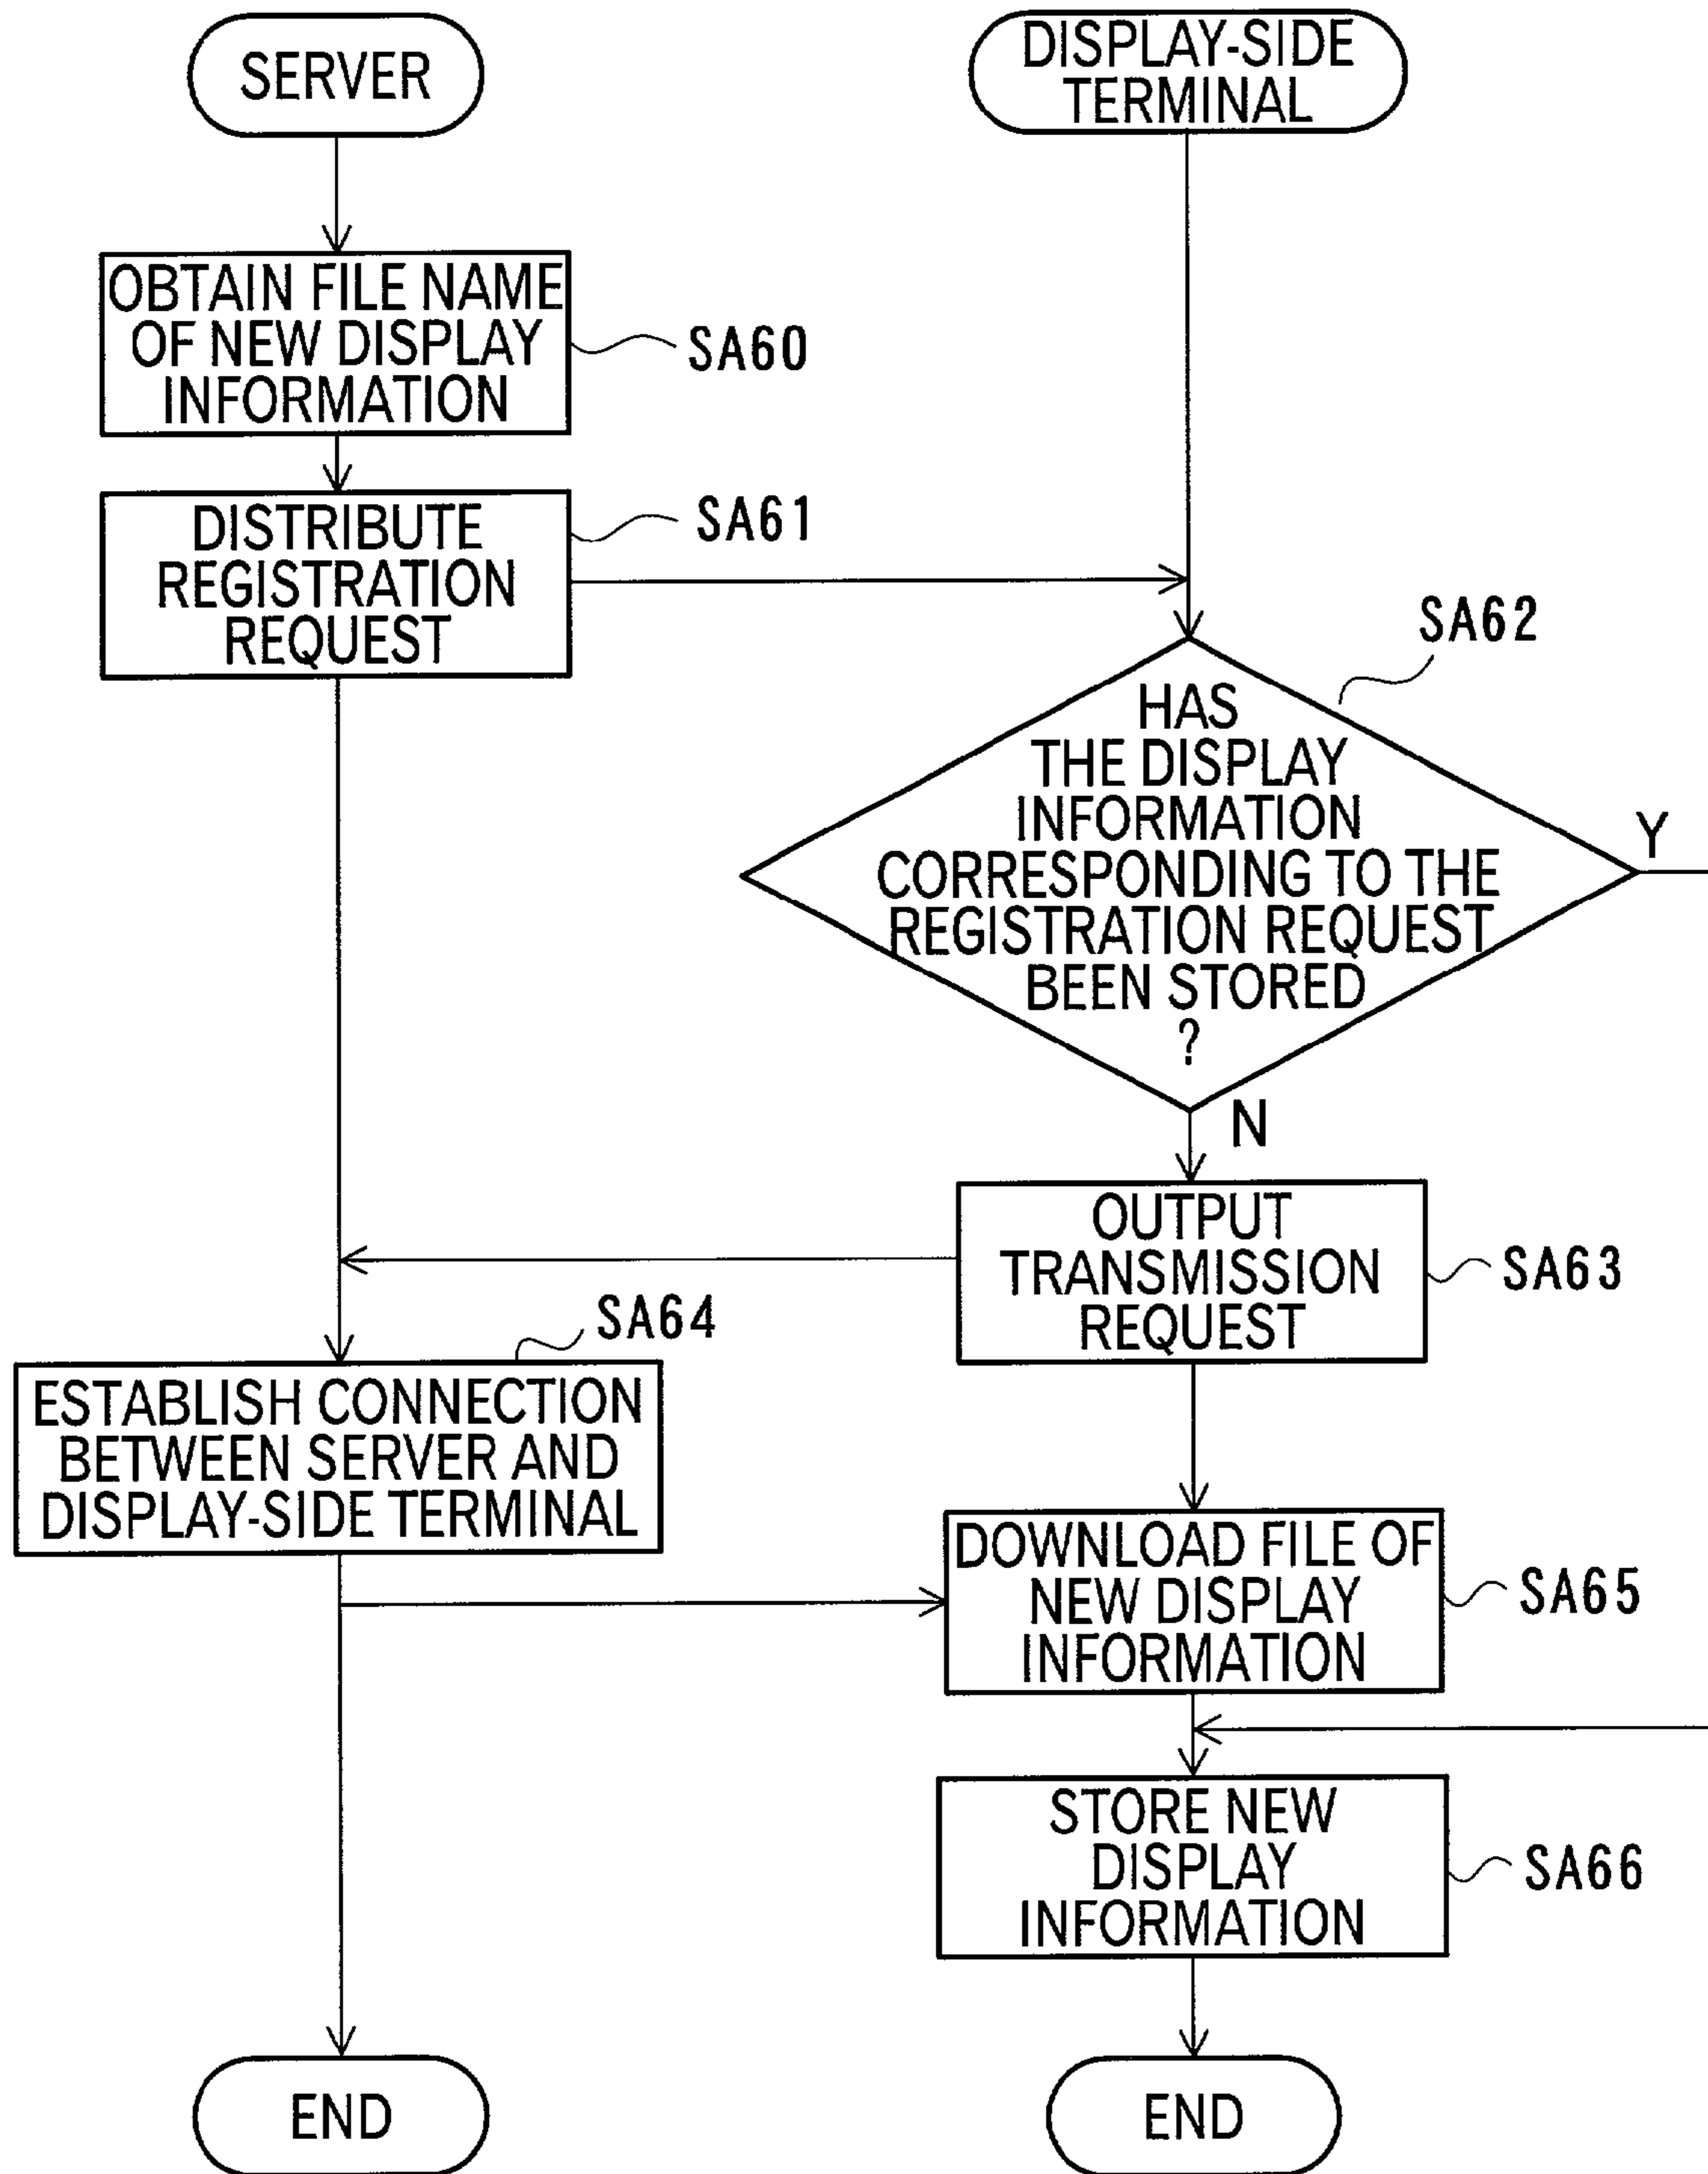 SERVER
DISPLAY-SIDE
TERMINAL
OBTAIN FILE NAME
OF NEW DISPLAY
INFORMATION
SA60
DISTRIBUTE
REGISTRATION
REQUEST
SA61
SA62
HAS
THE DISPLAY
INFORMATION
CORRESPONDING TO THE
REGISTRATION REQUEST
BEEN STORED
?
Y
N
OUTPUT
TRANSMISSION
REQUEST
SA63
SA64
ESTABLISH CONNECTION
BETWEEN SERVER AND
DISPLAY-SIDE TERMINAL
DOWNLOAD FILE OF
NEW DISPLAY
INFORMATION
SA65
STORE NEW
DISPLAY
INFORMATION
SA66
END
END